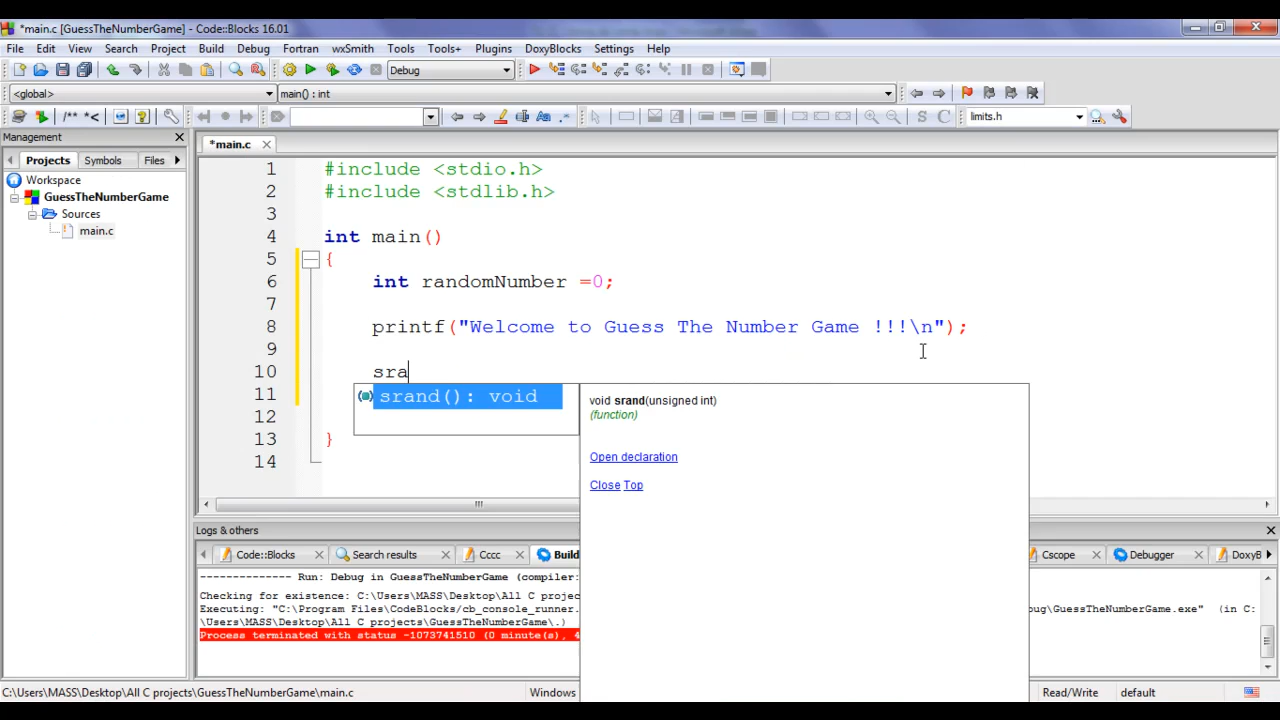 *main.c [GuessTheNumberGame] - Code::Blocks 16.01
File Edit View Search Project Build Debug Fortran wxSmith Tools Tools+ Plugins DoxyBlocks Settings Help
Debug
<global> main() : int
/** *< limits.h
Management
Projects Symbols Files
Workspace
GuessTheNumberGame
Sources
main.c
*main.c
1 #include <stdio.h>
2 #include <stdlib.h>
3
4 int main()
5 {
6 int randomNumber =0;
7
8 printf("Welcome to Guess The Number Game !!!\n");
9
10 sra
11
12
13 }
14
srand(): void
void srand(unsigned int)
(function)
Open declaration
Close Top
Logs & others
Code::Blocks Search results Cccc Build Cscope Debugger DoxyB
-------------- Run: Debug in GuessTheNumberGame (compiler:
Checking for existence: C:\Users\MASS\Desktop\All C projec
Executing: "C:\Program Files\CodeBlocks/cb_console_runner. bug\GuessTheNumberGame.exe" (in C:
\Users\MASS\Desktop\All C projects\GuessTheNumberGame\.)
Process terminated with status -1073741510 (0 minute(s), 4
C:\Users\MASS\Desktop\All C projects\GuessTheNumberGame\main.c Windows Read/Write default